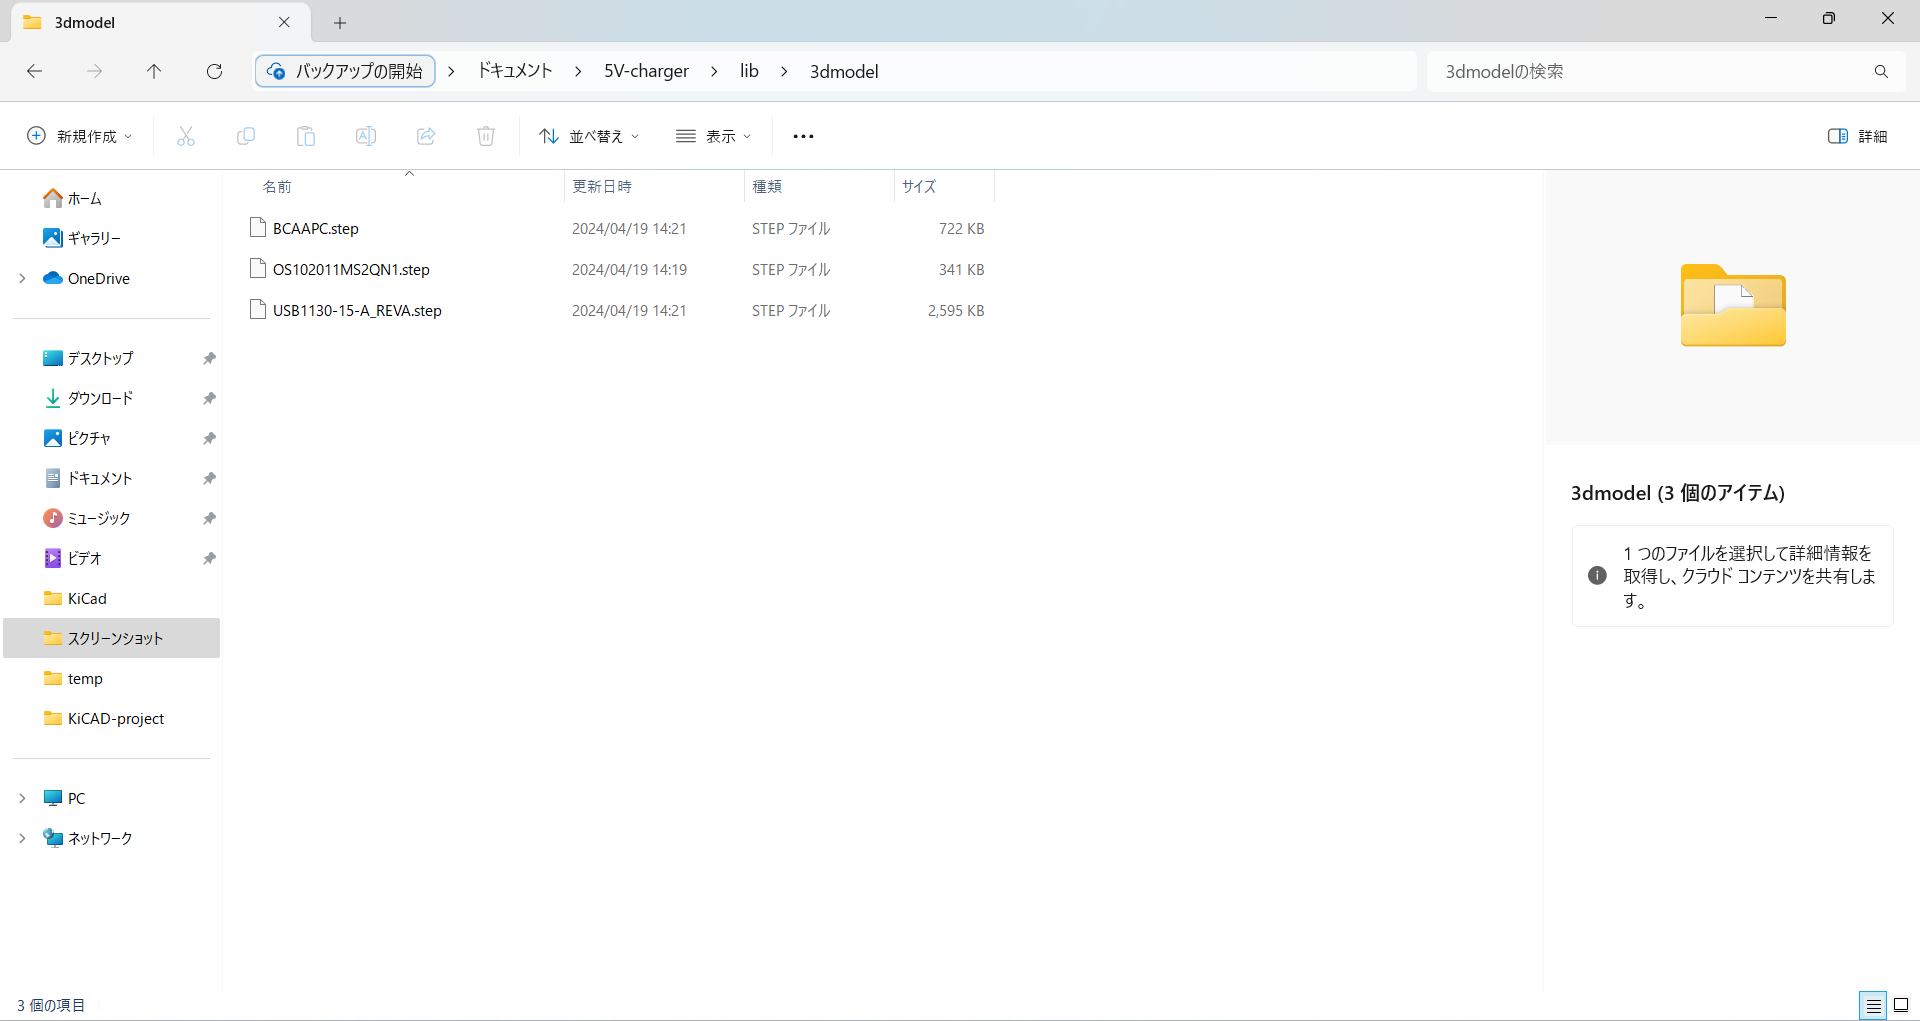 3dmodel
バックアップの開始 > ドキュメント > 5V-charger > lib > 3dmodel
3dmodelの検索
新規作成
並べ替え
表示
詳細
名前 更新日時 種類 サイズ
BCAAPC.step 2024/04/19 14:21 STEP ファイル 722 KB
OS102011MS2QN1.step 2024/04/19 14:19 STEP ファイル 341 KB
USB1130-15-A_REVA.step 2024/04/19 14:21 STEP ファイル 2,595 KB
ホーム
ギャラリー
OneDrive
デスクトップ
ダウンロード
ピクチャ
ドキュメント
ミュージック
ビデオ
KiCad
スクリーンショット
temp
KiCAD-project
PC
ネットワーク
3dmodel (3 個のアイテム)
1 つのファイルを選択して詳細情報を
取得し、クラウド コンテンツを共有しま
す。
3 個の項目